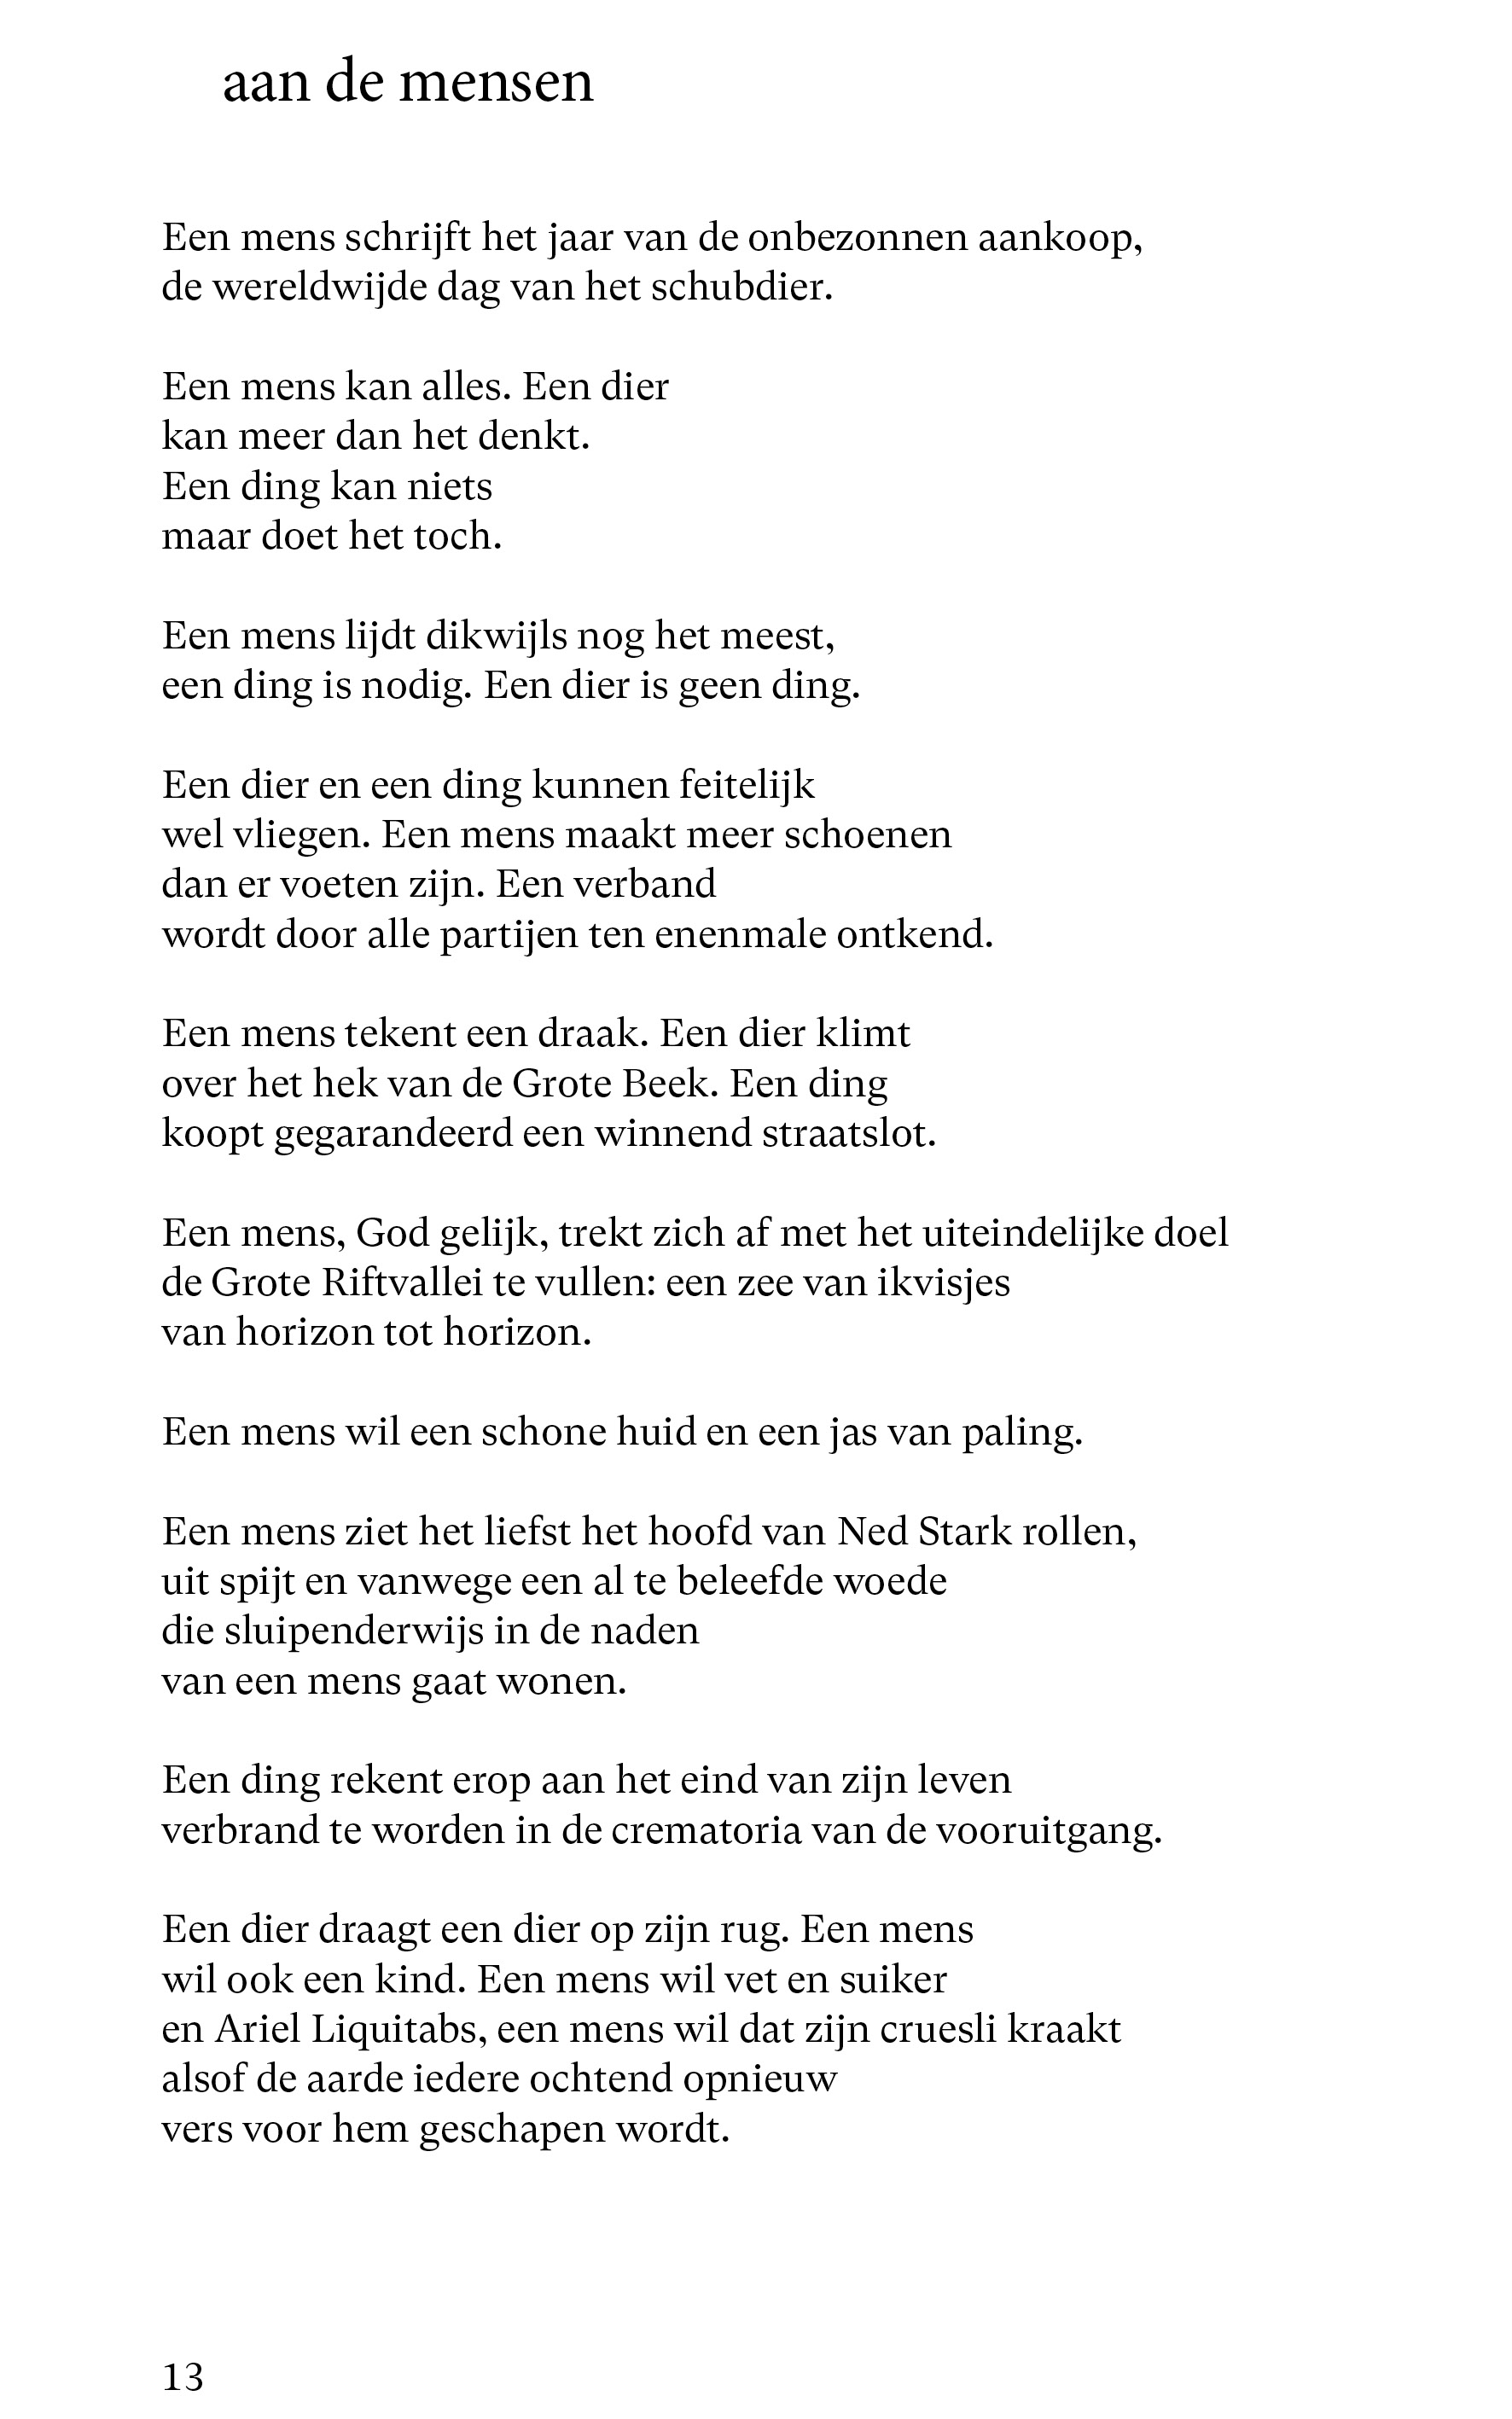 aan de mensen
Een mens schrijft het jaar van de onbezonnen aankoop,
de wereldwijde dag van het schubdier.
Een mens kan alles. Een dier
kan meer dan het denkt.
Een ding kan niets
maar doet het toch.
Een mens lijdt dikwijls nog het meest,
een ding is nodig. Een dier is geen ding.
Een dier en een ding kunnen feitelijk
wel vliegen. Een mens maakt meer schoenen
dan er voeten zijn. Een verband
wordt door alle partijen ten enenmale ontkend.
Een mens tekent een draak. Een dier klimt
over het hek van de Grote Beek. Een ding
koopt gegarandeerd een winnend straatslot.
Een mens, God gelijk, trekt zich af met het uiteindelijke doel
de Grote Riftvallei te vullen: een zee van ikvisjes
van horizon tot horizon.
Een mens wil een schone huid en een jas van paling.
Een mens ziet het liefst het hoofd van Ned Stark rollen,
uit spijt en vanwege een al te beleefde woede
die sluipenderwijs in de naden
van een mens gaat wonen.
Een ding rekent erop aan het eind van zijn leven
verbrand te worden in de crematoria van de vooruitgang.
Een dier draagt een dier op zijn rug. Een mens
wil ook een kind. Een mens wil vet en suiker
en Ariel Liquitabs, een mens wil dat zijn cruesli kraakt
alsof de aarde iedere ochtend opnieuw
vers voor hem geschapen wordt.
13